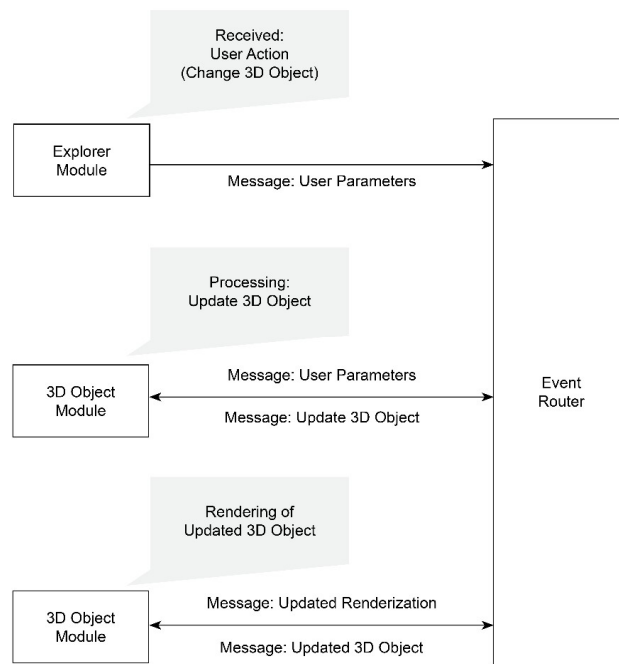 Received:
User Action
(Change 3D Object)
Explorer
Module
Message: User Parameters
Processing:
Update 3D Object
3D Object
Module
Message: User Parameters
Message: Update 3D Object
Event
Router
Rendering of
Updated 3D Object
3D Object
Module
Message: Updated Renderization
Message: Updated 3D Object